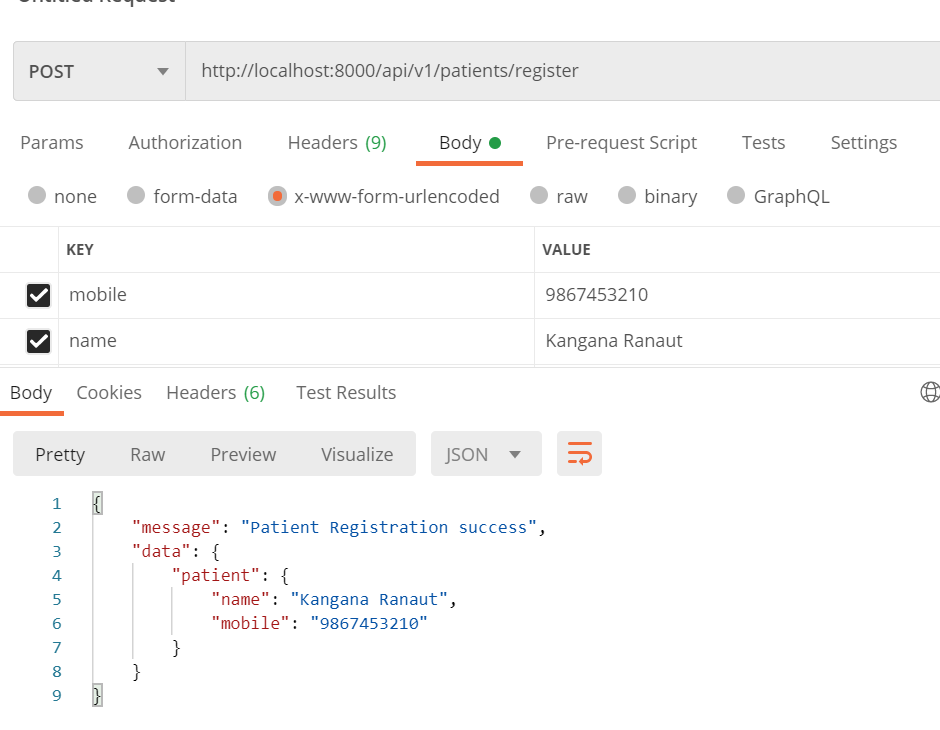 Untitled Request
POST http://localhost:8000/api/v1/patients/register
Params Authorization Headers (9) Body Pre-request Script Tests Settings
none form-data x-www-form-urlencoded raw binary GraphQL
KEY VALUE
mobile 9867453210
name Kangana Ranaut
Body Cookies Headers (6) Test Results
Pretty Raw Preview Visualize JSON
1 {
2 "message": "Patient Registration success",
3 "data": {
4 "patient": {
5 "name": "Kangana Ranaut",
6 "mobile": "9867453210"
7 }
8 }
9 }